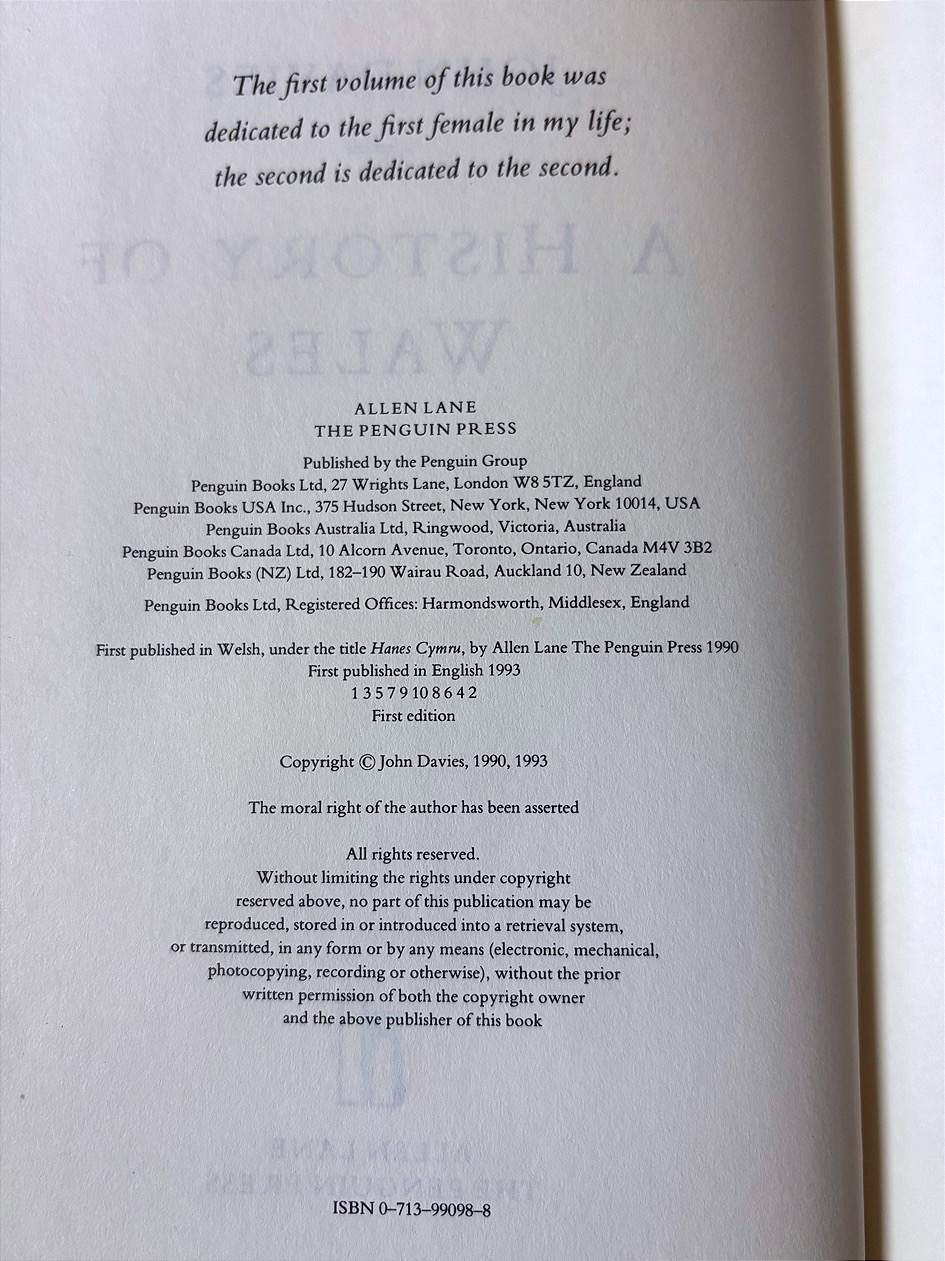 The first volume of this book was
dedicated to the first female in my life;
the second is dedicated to the second.
A HISTORY OF
WALES
ALLEN LANE
THE PENGUIN PRESS
Published by the Penguin Group
Penguin Books Ltd, 27 Wrights Lane, London W8 5TZ, England
Penguin Books USA Inc., 375 Hudson Street, New York, New York 10014, USA
Penguin Books Australia Ltd, Ringwood, Victoria, Australia
Penguin Books Canada Ltd, 10 Alcorn Avenue, Toronto, Ontario, Canada M4V 3B2
Penguin Books (NZ) Ltd, 182–190 Wairau Road, Auckland 10, New Zealand
Penguin Books Ltd, Registered Offices: Harmondsworth, Middlesex, England
First published in Welsh, under the title Hanes Cymru, by Allen Lane The Penguin Press 1990
First published in English 1993
1 3 5 7 9 10 8 6 4 2
First edition
Copyright © John Davies, 1990, 1993
The moral right of the author has been asserted
All rights reserved.
Without limiting the rights under copyright
reserved above, no part of this publication may be
reproduced, stored in or introduced into a retrieval system,
or transmitted, in any form or by any means (electronic, mechanical,
photocopying, recording or otherwise), without the prior
written permission of both the copyright owner
and the above publisher of this book
ALLEN LANE
THE PENGUIN PRESS
ISBN 0–713–99098–8